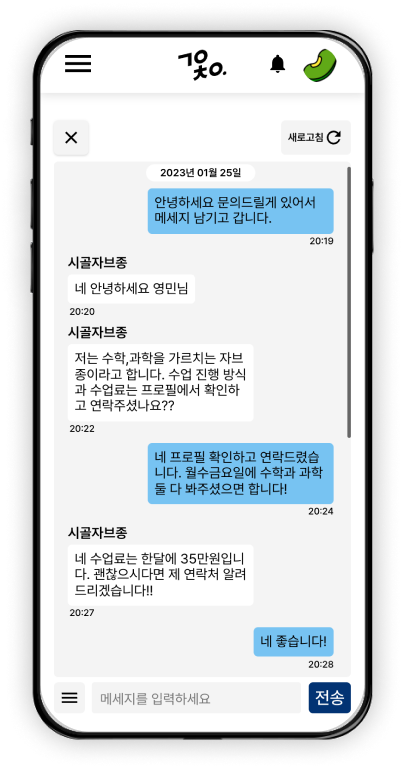 새로고침
2023년 01월 25일
안녕하세요 문의드릴게 있어서
메세지 남기고 갑니다.
20:19
시골쟈브종
네 안녕하세요 영민님
20:20
시골쟈브종
저는 수학,과학을 가르치는 쟈브
종이라고 합니다. 수업 진행 방식
과 수업료는 프로필에서 확인하
고 연락주셨나요??
20:22
네 프로필 확인하고 연락드렸습
니다. 월수금요일에 수학과 과학
둘 다 봐주셨으면 합니다!
20:24
시골쟈브종
네 수업료는 한달에 35만원입니
다. 괜찮으시다면 제 연락처 알려
드리겠습니다!!
20:27
네 좋습니다!
20:28
메세지를 입력하세요
전송